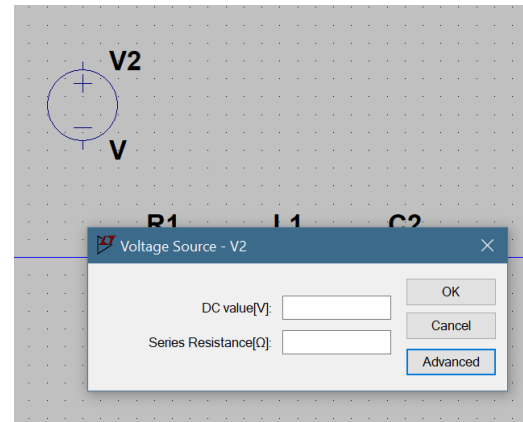 V2
V
R1 L1 C2
Voltage Source - V2
OK
DC value[V]:
Cancel
Series Resistance[Ω]:
Advanced